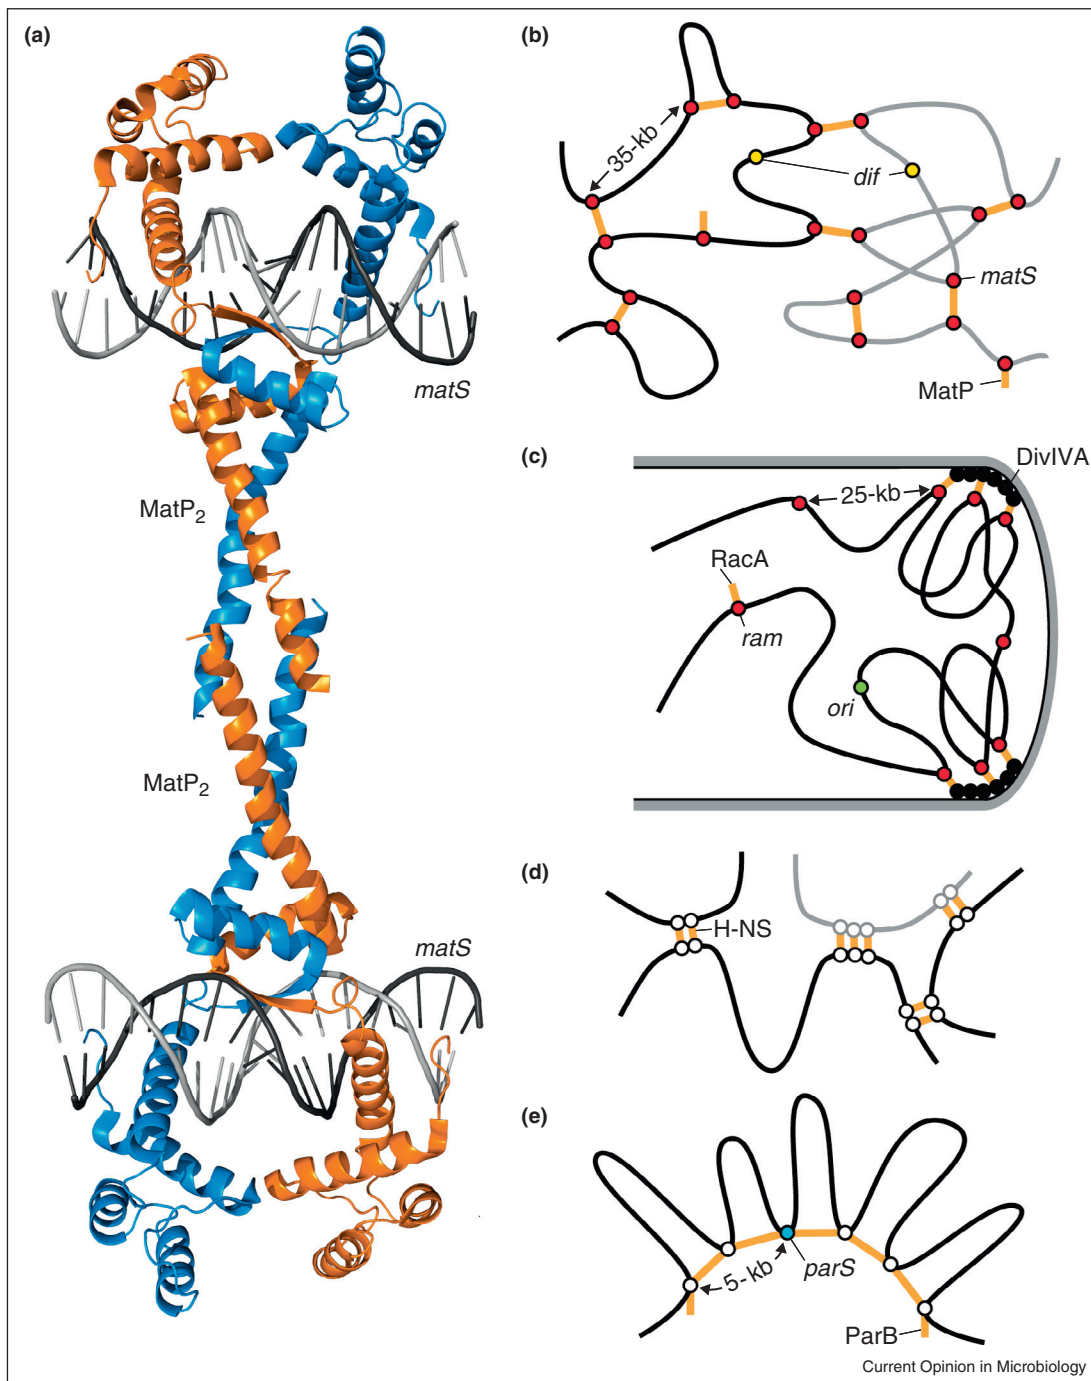 (a)
matS
MatP2
MatP2
matS
(b)
35-kb
dif
matS
MatP
(c)
DivIVA
25-kb
RacA
ram
ori
(d)
H-NS
(e)
5-kb
parS
ParB
Current Opinion in Microbiology